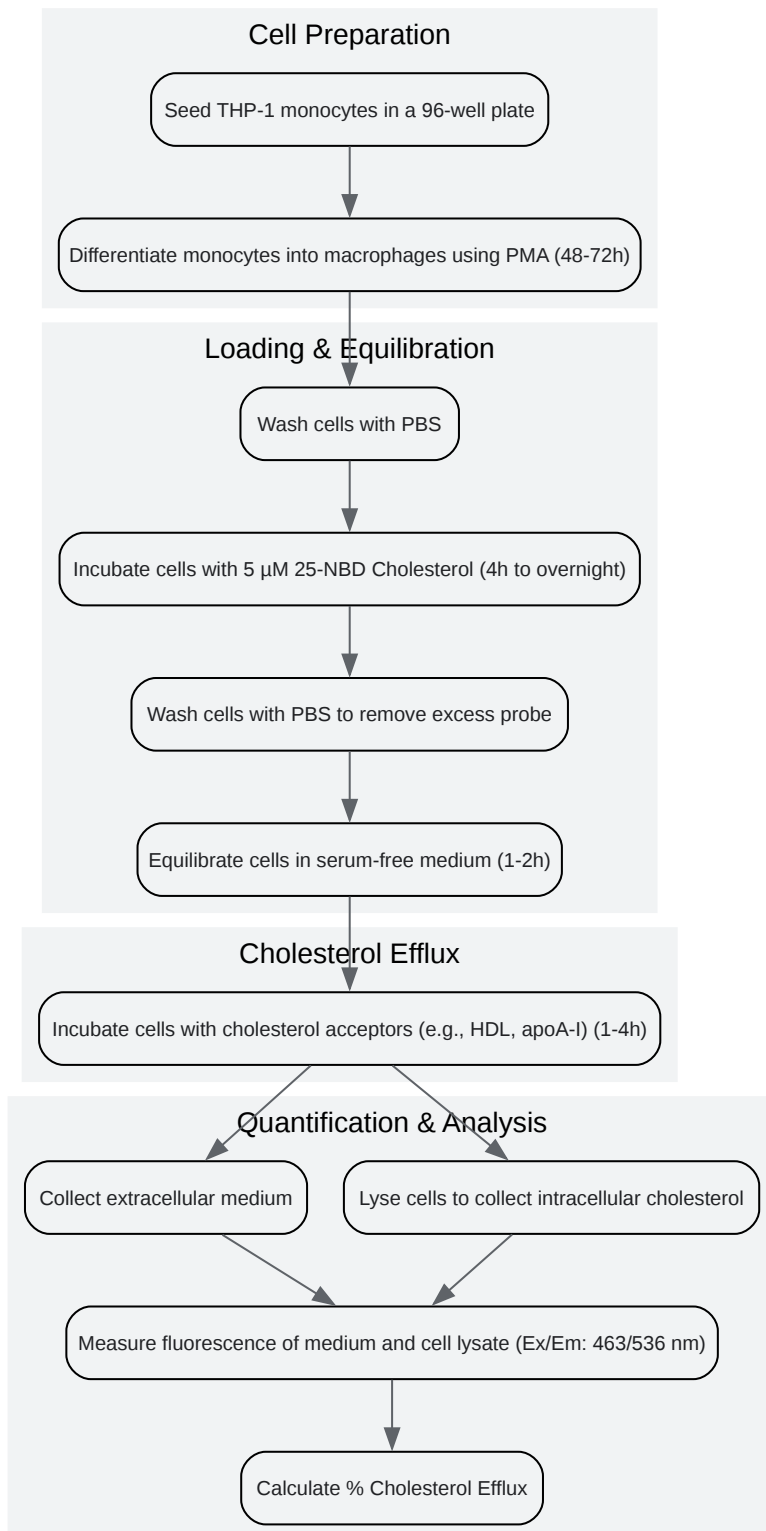 Cell Preparation
Seed THP-1 monocytes in a 96-well plate
Differentiate monocytes into macrophages using PMA (48-72h)
Loading & Equilibration
Wash cells with PBS
Incubate cells with 5 µM 25-NBD Cholesterol (4h to overnight)
Wash cells with PBS to remove excess probe
Equilibrate cells in serum-free medium (1-2h)
Cholesterol Efflux
Incubate cells with cholesterol acceptors (e.g., HDL, apoA-I) (1-4h)
Quantification & Analysis
Collect extracellular medium
Lyse cells to collect intracellular cholesterol
Measure fluorescence of medium and cell lysate (Ex/Em: 463/536 nm)
Calculate % Cholesterol Efflux